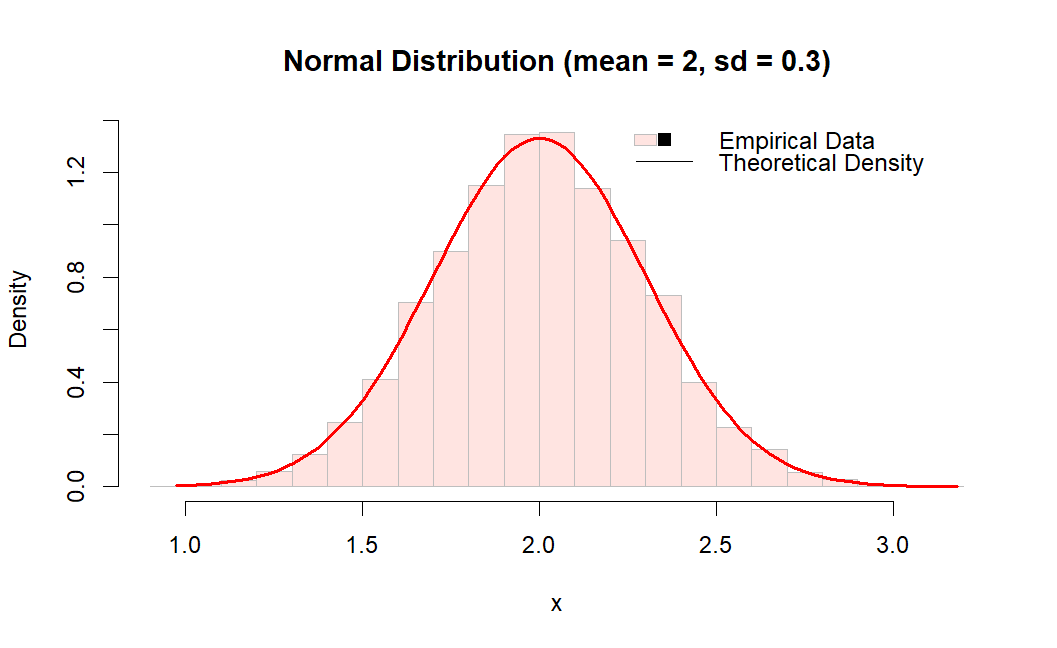 Normal Distribution (mean = 2, sd = 0.3)
Empirical Data
Theoretical Density
Density
1.2
0.8
0.4
0.0
1.0 1.5 2.0 2.5 3.0
x